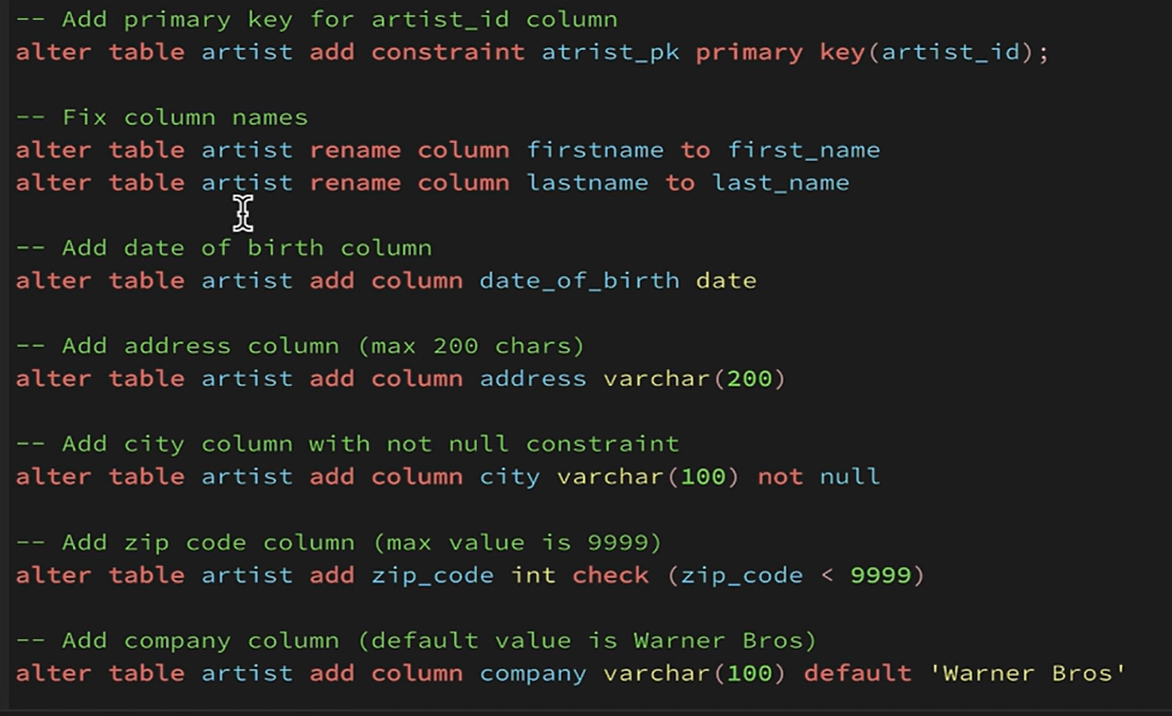 -- Add primary key for artist_id column
alter table artist add constraint atrist_pk primary key(artist_id);
-- Fix column names
alter table artist rename column firstname to first_name
alter table artist rename column lastname to last_name
-- Add date of birth column
alter table artist add column date_of_birth date
-- Add address column (max 200 chars)
alter table artist add column address varchar(200)
-- Add city column with not null constraint
alter table artist add column city varchar(100) not null
-- Add zip code column (max value is 9999)
alter table artist add zip_code int check (zip_code < 9999)
-- Add company column (default value is Warner Bros)
alter table artist add column company varchar(100) default 'Warner Bros'